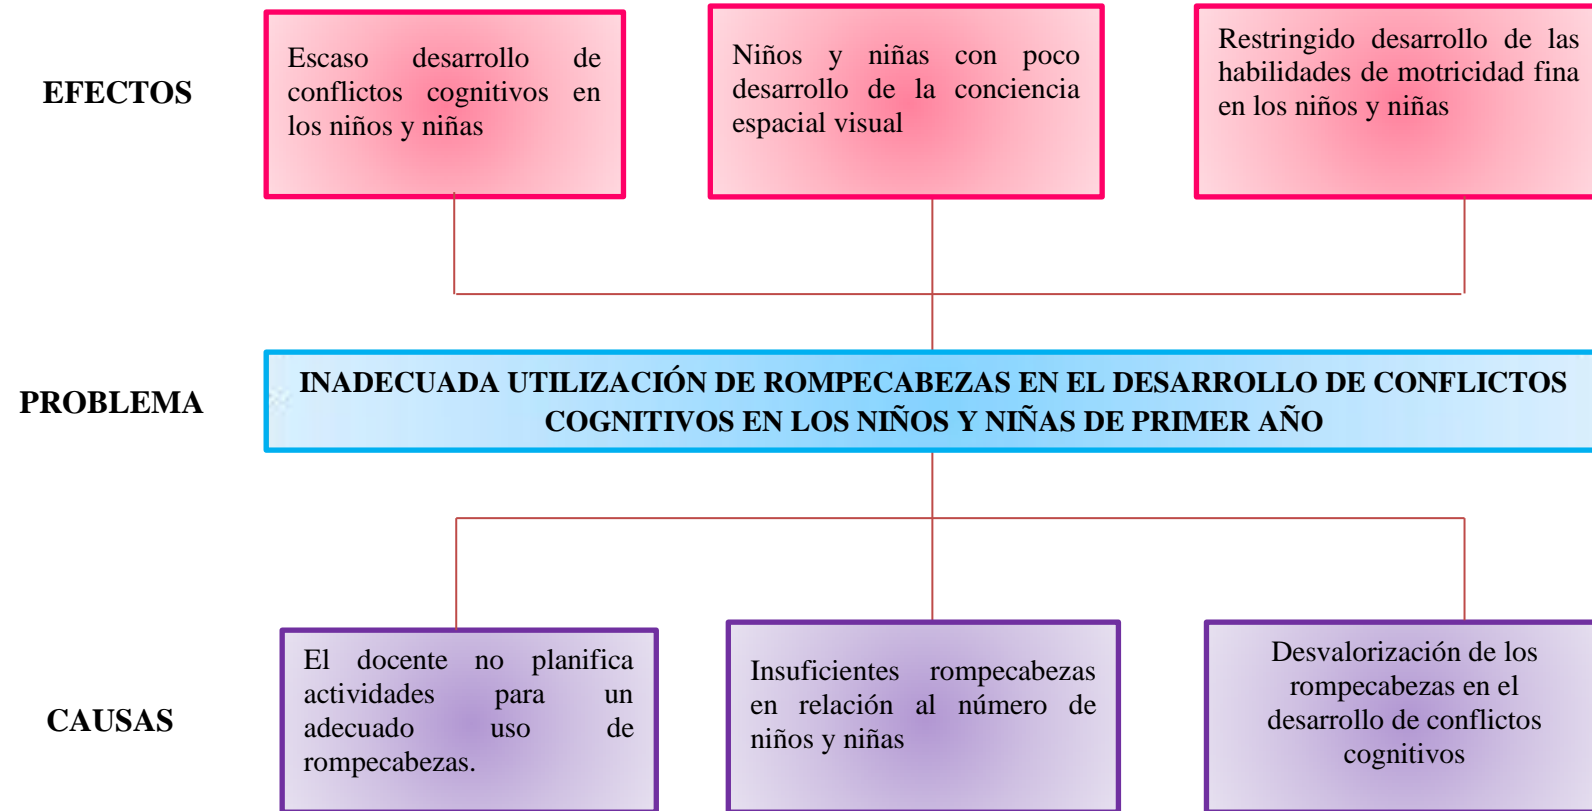 EFECTOS
Escaso desarrollo de
conflictos cognitivos en
los niños y niñas
Niños y niñas con poco
desarrollo de la conciencia
espacial visual
Restringido desarrollo de las
habilidades de motricidad fina
en los niños y niñas
PROBLEMA
INADECUADA UTILIZACIÓN DE ROMPECABEZAS EN EL DESARROLLO DE CONFLICTOS
COGNITIVOS EN LOS NIÑOS Y NIÑAS DE PRIMER AÑO
CAUSAS
El docente no planifica
actividades para un
adecuado uso de
rompecabezas.
Insuficientes rompecabezas
en relación al número de
niños y niñas
Desvalorización de los
rompecabezas en el
desarrollo de conflictos
cognitivos